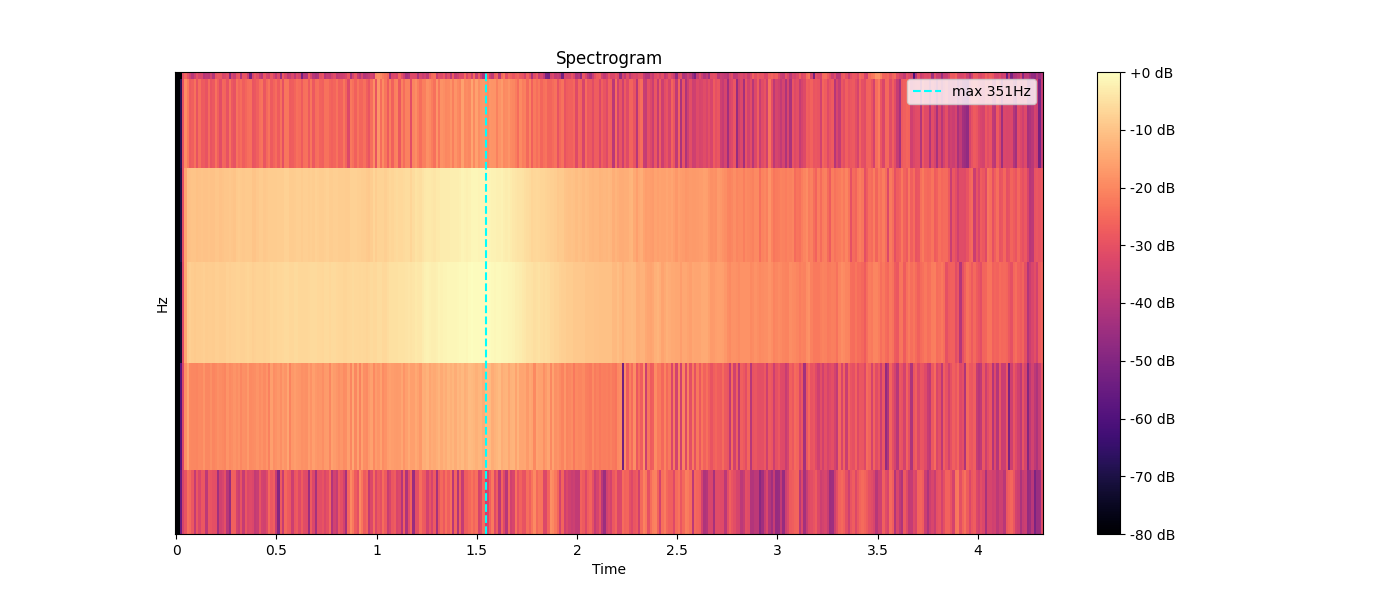 Spectrogram
max 351Hz
Hz
0
0.5
1
1.5
2
2.5
3
3.5
4
Time
+0 dB
-10 dB
-20 dB
-30 dB
-40 dB
-50 dB
-60 dB
-70 dB
-80 dB